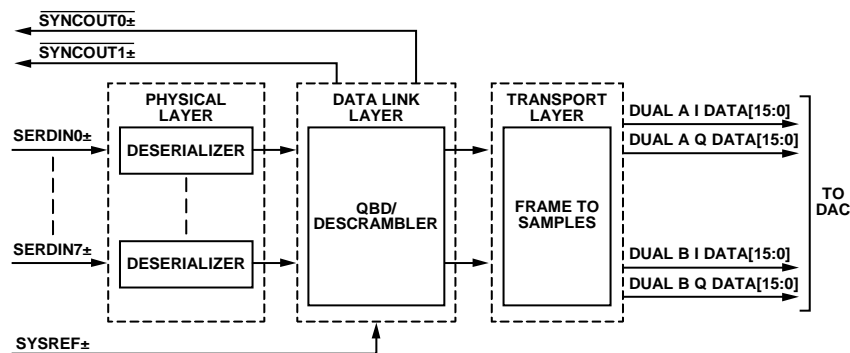 SYNCOUT0±
SYNCOUT1±
PHYSICAL
LAYER
DATA LINK
LAYER
TRANSPORT
LAYER
SERDIN0±
DESERIALIZER
SERDIN7±
DESERIALIZER
QBD/
DESCRAMBLER
FRAME TO
SAMPLES
DUAL A I DATA[15:0]
DUAL A Q DATA[15:0]
DUAL B I DATA[15:0]
DUAL B Q DATA[15:0]
TO
DAC
SYSREF±